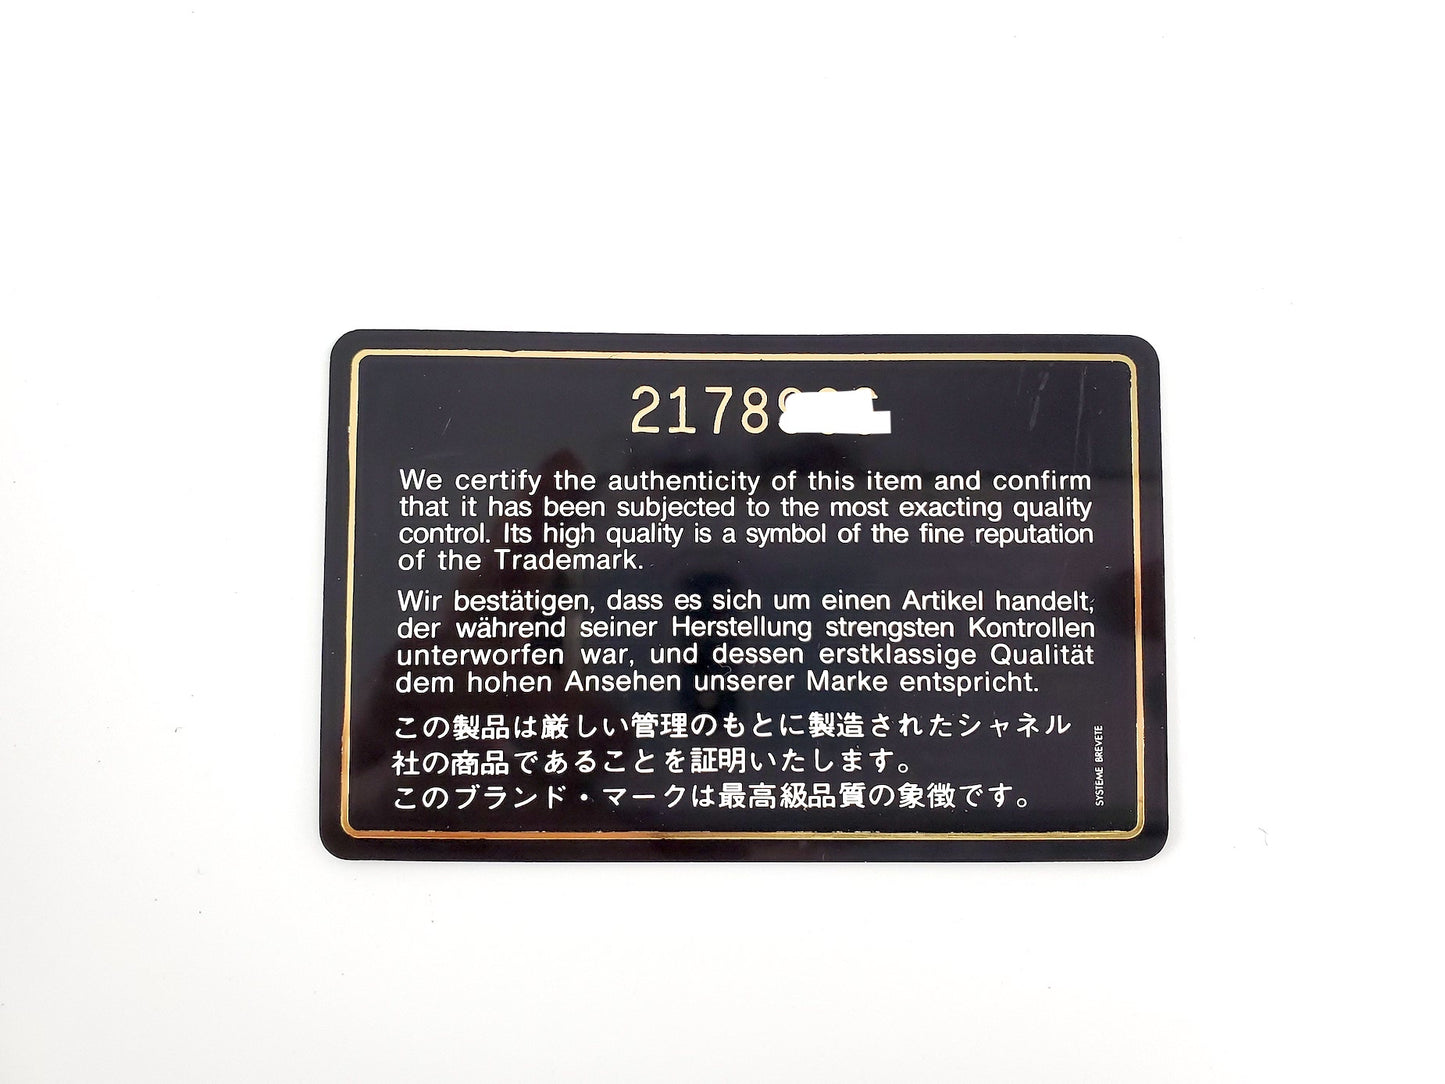 2178
We certify the authenticity of this item and confirm
that it has been subjected to the most exacting quality
control. Its high quality is a symbol of the fine reputation
of the Trademark.
Wir bestätigen, dass es sich um einen Artikel handelt,
der während seiner Herstellung strengsten Kontrollen
unterworfen war, und dessen erstklassige Qualität
dem hohen Ansehen unserer Marke entspricht.
この製品は厳しい管理のもとに製造されたシャネル
社の商品であることを証明いたします。
このブランド・マークは最高級品質の象徴です。
SYSTEME BREVETE